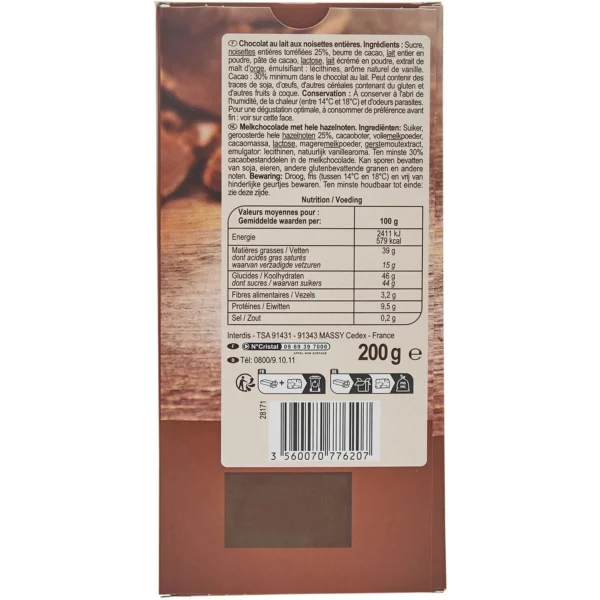 F Chocolat au lait aux noisettes entières. Ingrédients : Sucre,
noisettes entières torréfiées 25%, beurre de cacao, lait entier en
poudre, pâte de cacao, lactose, lait écrémé en poudre, extrait de
malt d'orge, émulsifiant : lécithines, arôme naturel de vanille.
Cacao : 30% minimum dans le chocolat au lait. Peut contenir des
traces de soja, d'œufs, d'autres céréales contenant du gluten et
d'autres fruits à coque. Conservation : À conserver à l'abri de
l'humidité, de la chaleur (entre 14°C et 18°C) et d'odeurs parasites.
Pour une dégustation optimale, à consommer de préférence avant
fin : voir sur cette face.
NL Melkchocolade met hele hazelnoten. Ingrediënten: Suiker,
geroosterde hele hazelnoten 25%, cacaoboter, vollemelkpoeder,
cacaomassa, lactose, mageremelkpoeder, gerstemoutextract,
emulgator: lecithinen, natuurlijk vanillearoma. Ten minste 30%
cacaobestanddelen in de melkchocolade. Kan sporen bevatten
van soja, eieren, andere glutenbevattende granen en andere
noten. Bewaring: Droog, fris (tussen 14°C en 18°C) en vrij van
hinderlijke geurtjes bewaren. Ten minste houdbaar tot einde:
zie deze zijde.
Nutrition / Voeding
Valeurs moyennes pour :
Gemiddelde waarden per: 100 g
Energie 2411 kJ
579 kcal
Matières grasses / Vetten 39 g
dont acides gras saturés
waarvan verzadigde vetzuren 15 g
Glucides / Koolhydraten 46 g
dont sucres / waarvan suikers 44 g
Fibres alimentaires / Vezels 3,2 g
Protéines / Eiwitten 9,5 g
Sel / Zout 0,2 g
Interdis - TSA 91431 - 91343 MASSY Cedex - France
F N°Cristal 09 69 39 7000
APPEL NON SURTAXE
B Tél: 0800/9.10.11
200 g e
FR
28171
3 560070 776207